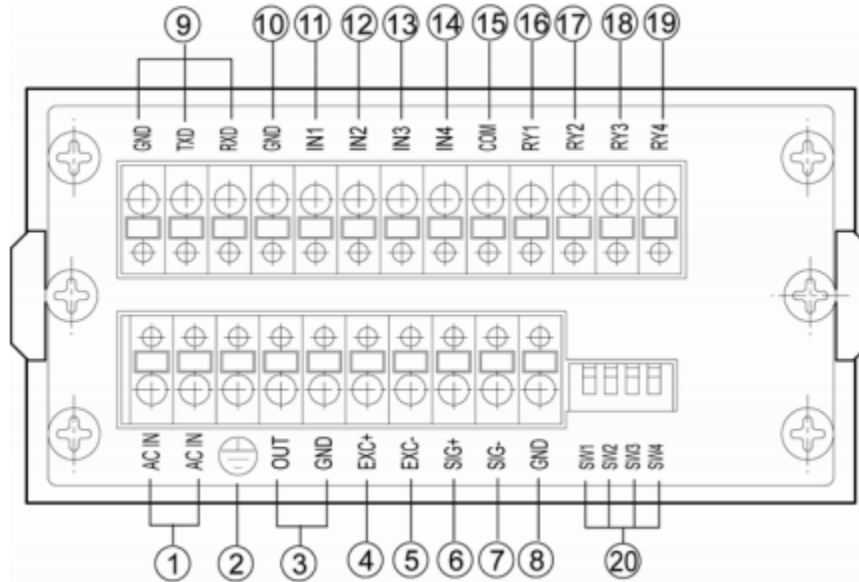 ⑨ ⑩ ⑪ ⑫ ⑬ ⑭ ⑮ ⑯ ⑰ ⑱ ⑲
GND TXD RXD GND IN1 IN2 IN3 IN4 COM RY1 RY2 RY3 RY4
AC IN AC IN OUT GND EXC+ EXC- SIG+ SIG- GND SW1 SW2 SW3 SW4
① ② ③ ④ ⑤ ⑥ ⑦ ⑧ ⑳